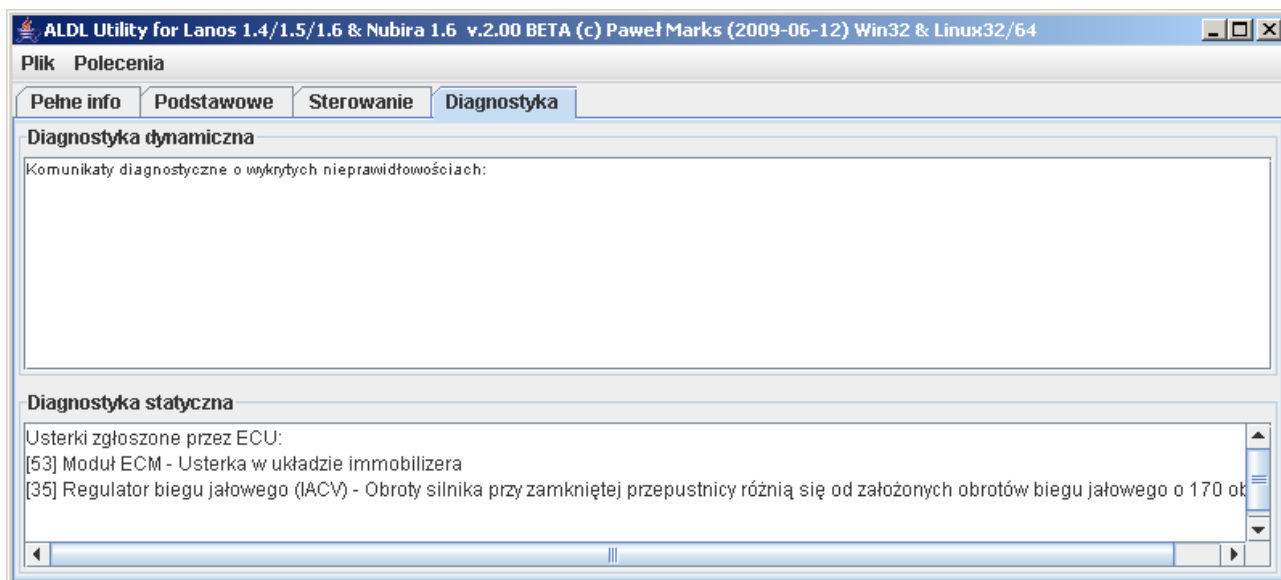 ALDL Utility for Lanos 1.4/1.5/1.6 & Nubira 1.6 v.2.00 BETA (c) Paweł Marks (2009-06-12) Win32 & Linux32/64
Plik Polecenia
Pełne info Podstawowe Sterowanie Diagnostyka
Diagnostyka dynamiczna
Komunikaty diagnostyczne o wykrytych nieprawidłowościach:
Diagnostyka statyczna
Usterki zgłoszone przez ECU:
[53] Moduł ECM - Usterka w układzie immobilizera
[35] Regulator biegu jałowego (IACV) - Obroty silnika przy zamkniętej przepustnicy różnią się od założonych obrotów biegu jałowego o 170 ob